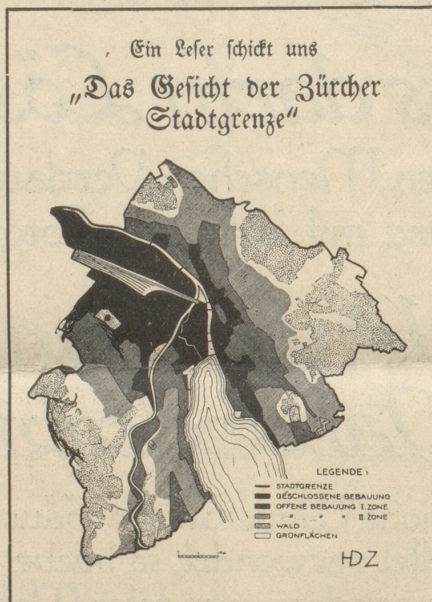 Ein Leser schickt uns
„Das Gesicht der Zürcher
Stadtgrenze“
LEGENDE:
STADTGRENZE
GESCHLOSSENE BEBAUUNG
OFFENE BEBAUUNG I. ZONE
" " " II. ZONE
WALD
GRÜNFLÄCHEN
HDZ